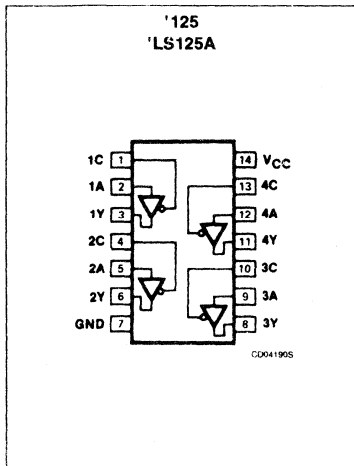 '125
'LS125A
1C 1 14 VCC
1A 2 13 4C
1Y 3 12 4A
2C 4 11 4Y
2A 5 10 3C
2Y 6 9 3A
GND 7 8 3Y
CD04190S